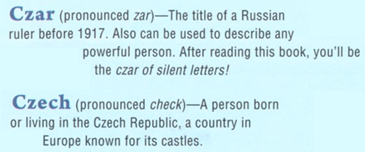 Czar (pronounced zar)—The title of a Russian
ruler before 1917. Also can be used to describe any
powerful person. After reading this book, you'll be
the czar of silent letters!
Czech (pronounced check)—A person born
or living in the Czech Republic, a country in
Europe known for its castles.